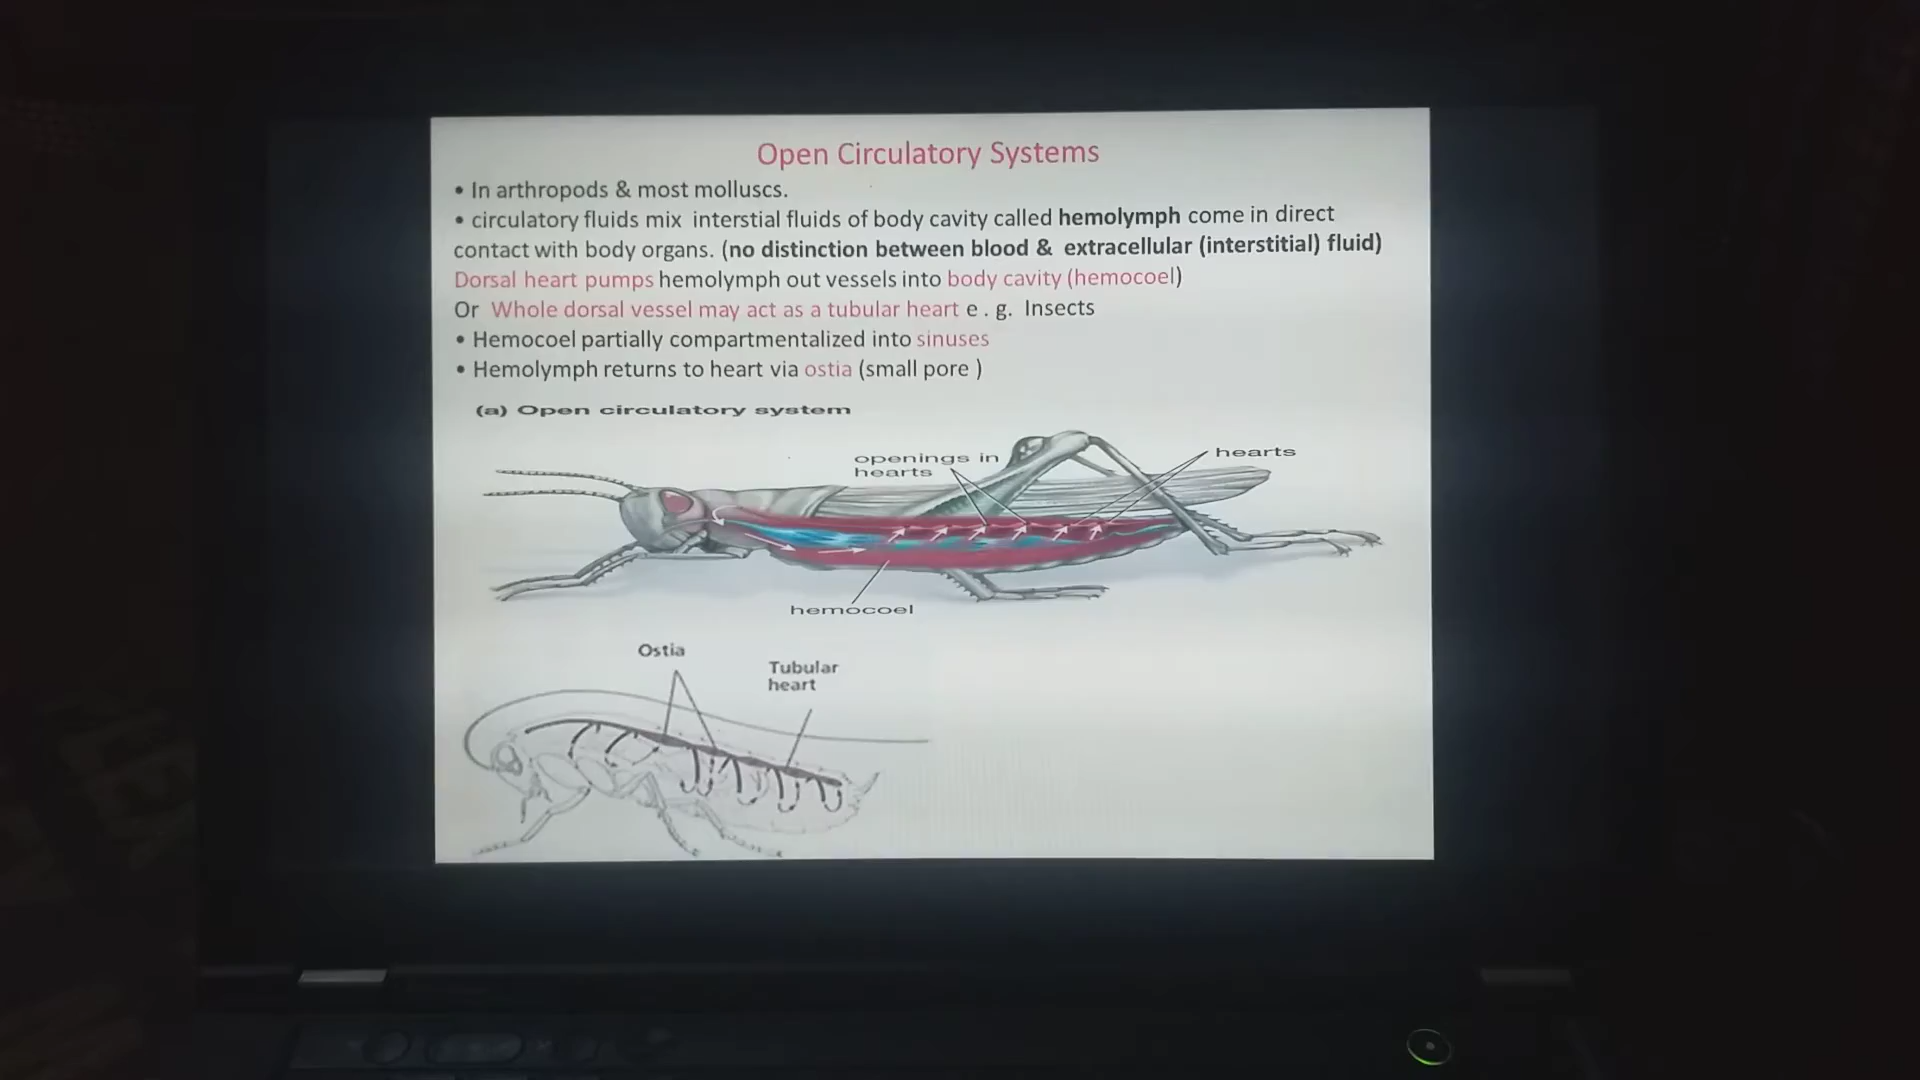 Open Circulatory Systems
• In arthropods & most molluscs.
• circulatory fluids mix interstial fluids of body cavity called hemolymph come in direct
contact with body organs. (no distinction between blood & extracellular (interstitial) fluid)
Dorsal heart pumps hemolymph out vessels into body cavity (hemocoel)
Or Whole dorsal vessel may act as a tubular heart e . g. Insects
• Hemocoel partially compartmentalized into sinuses
• Hemolymph returns to heart via ostia (small pore )
(a) Open circulatory system
openings in
hearts
hearts
hemocoel
Ostia
Tubular
heart